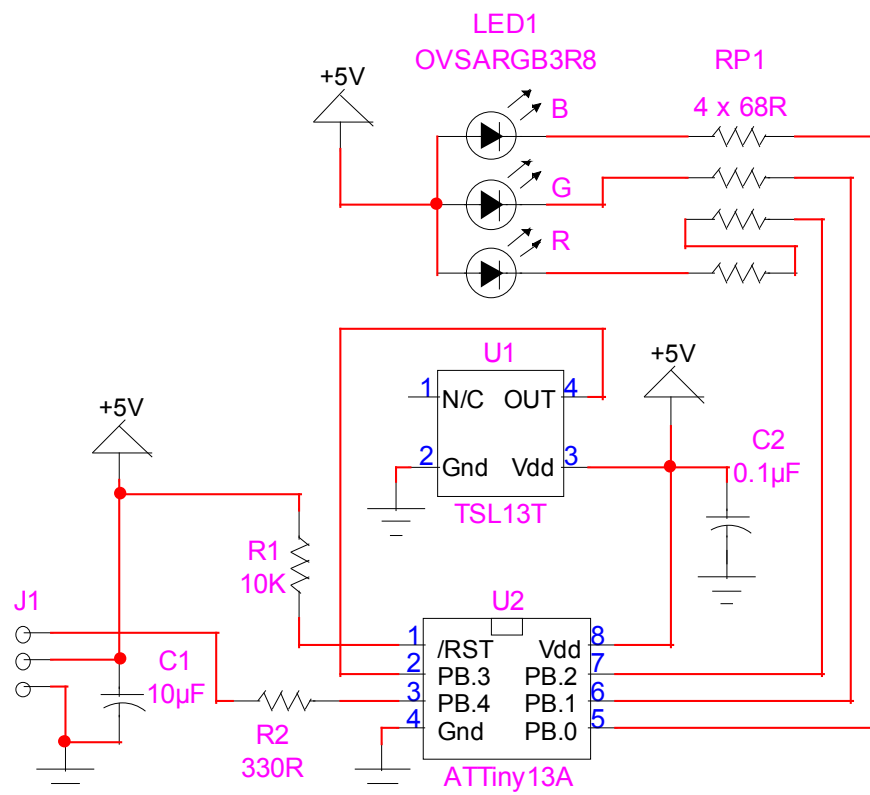 LED1
OVSARGB3R8
RP1
4 x 68R
+5V
B
G
R
U1
1 N/C OUT 4
2 Gnd Vdd 3
TSL13T
+5V
C2
0.1µF
+5V
R1
10K
J1
C1
10µF
R2
330R
U2
1 /RST Vdd 8
2 PB.3 PB.2 7
3 PB.4 PB.1 6
4 Gnd PB.0 5
ATTiny13A